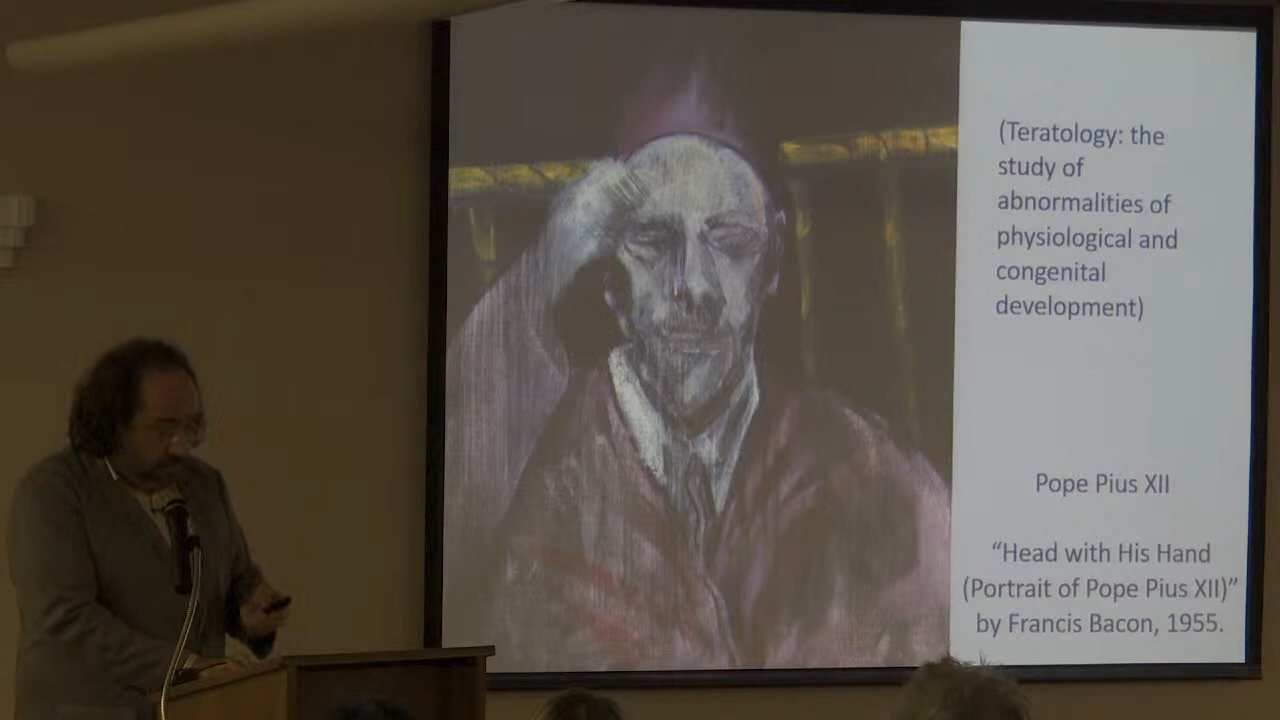 (Teratology: the
study of
abnormalities of
physiological and
congenital
development)
Pope Pius XII
“Head with His Hand
(Portrait of Pope Pius XII)”
by Francis Bacon, 1955.